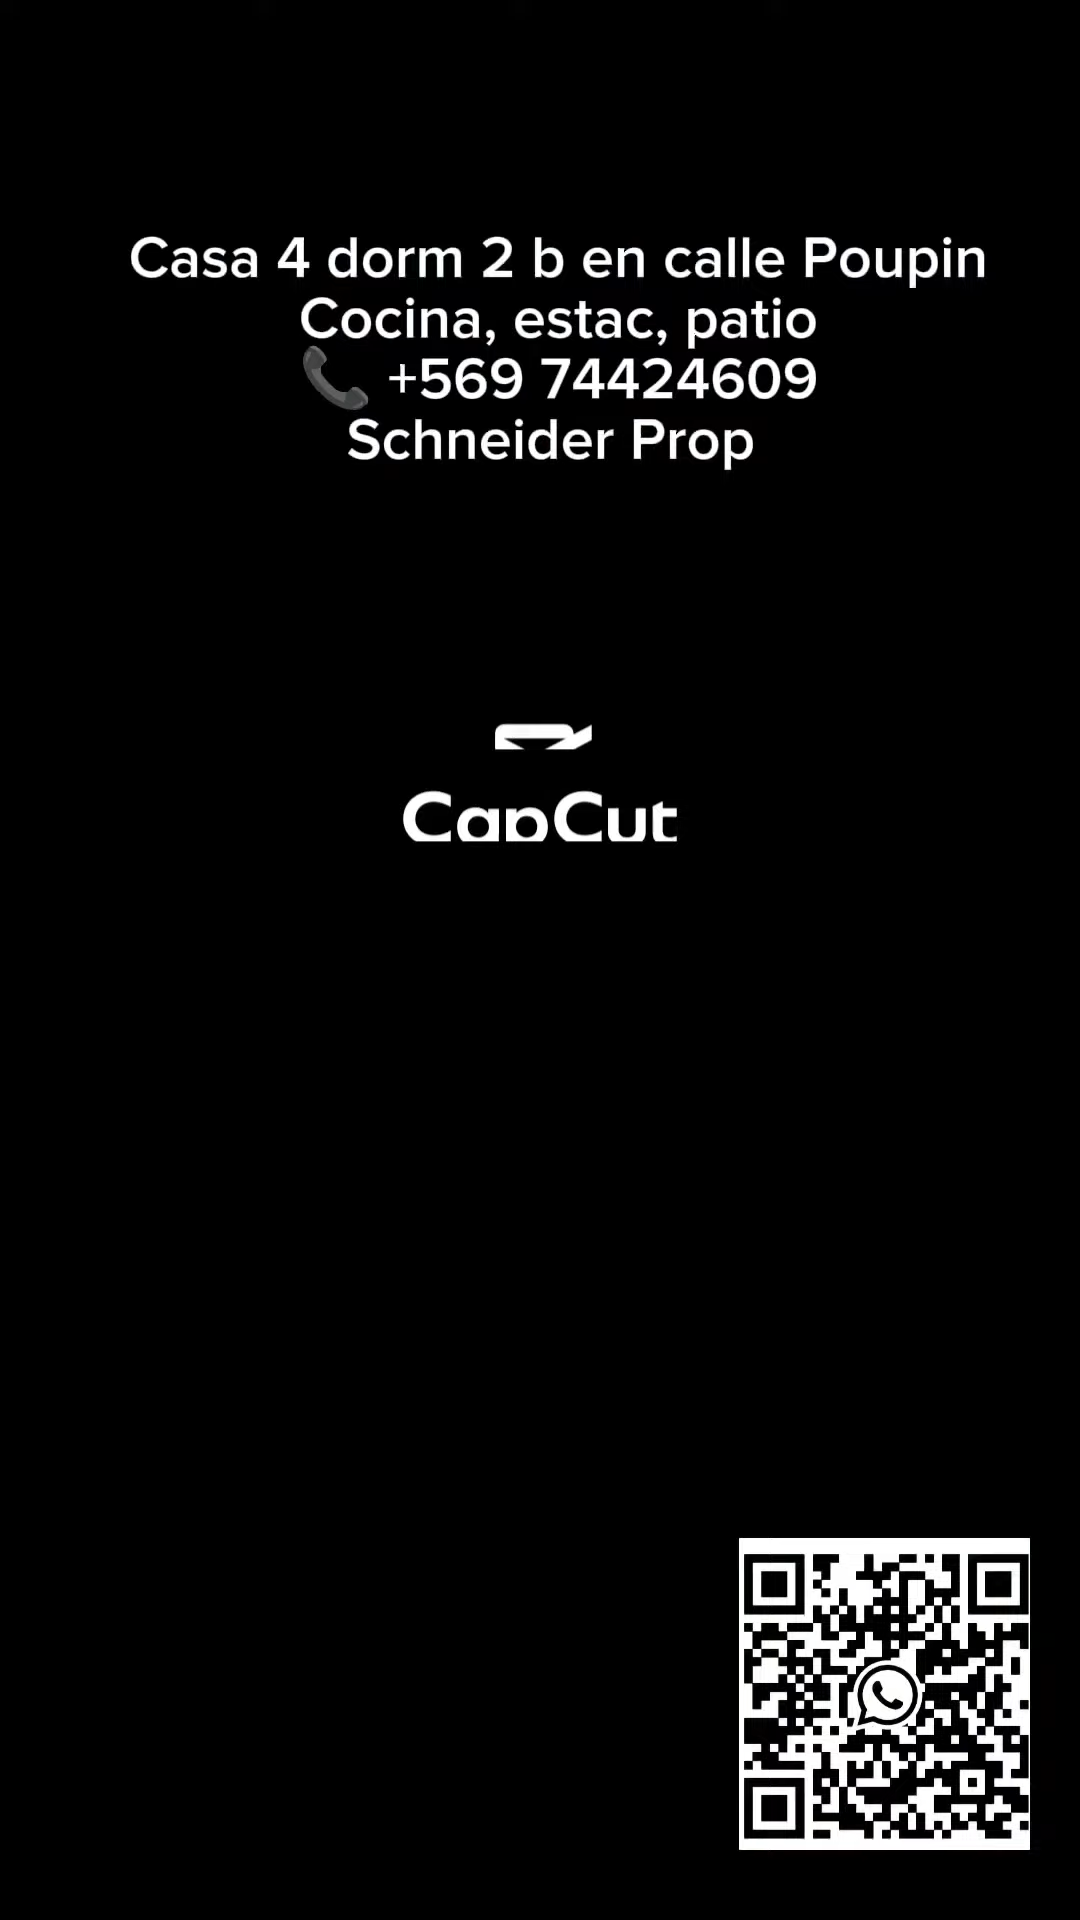 Casa 4 dorm 2 b en calle Poupin
Cocina, estac, patio
📞 +569 74424609
Schneider Prop
CapCut